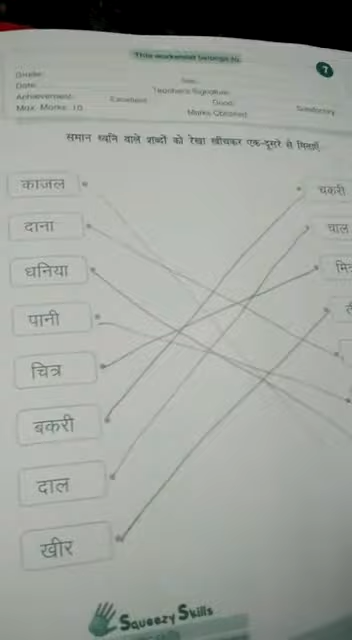 This worksheet belongs to
7
Grade:
Sec:
Date:
Teacher's Signature:
Achievement:
Excellent
Good
Satisfactory
Max. Marks: 10
Marks Obtained:
समान ध्वनि वाले शब्दों को रेखा खींचकर एक-दूसरे से मिलाएँ
काजल
चकरी
दाना
चाल
धनिया
पानी
चित्र
बकरी
दाल
खीर
Squeezy Skills